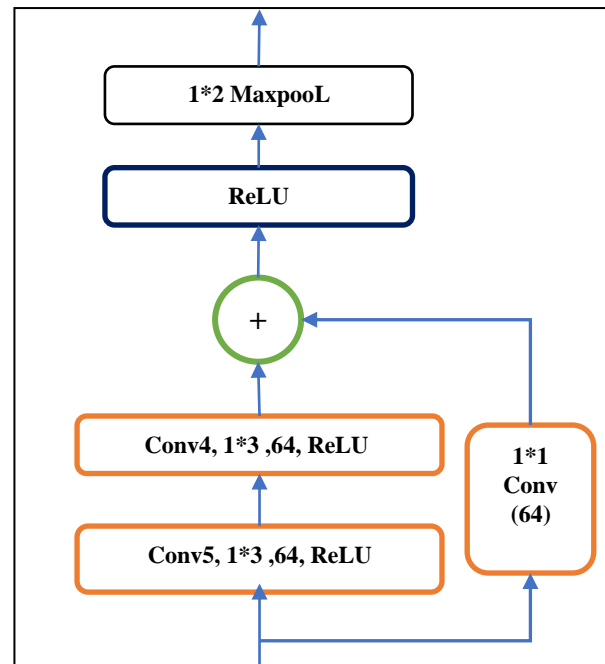 1*2 MaxpooL
ReLU
+
Conv4, 1*3 ,64, ReLU
1*1
Conv
(64)
Conv5, 1*3 ,64, ReLU